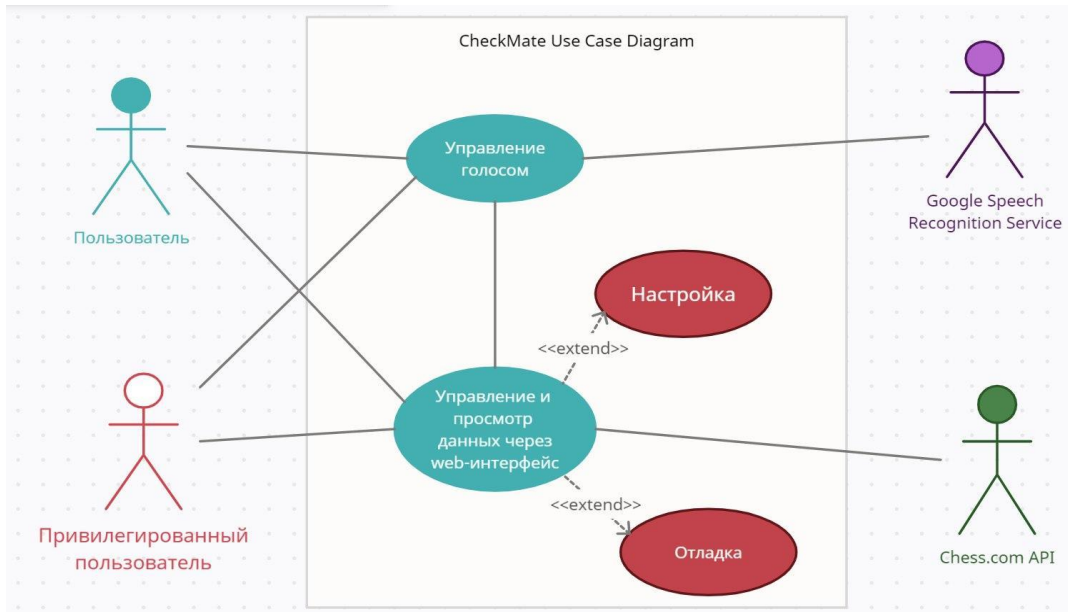 CheckMate Use Case Diagram
Управление
голосом
Пользователь
Google Speech
Recognition Service
Настройка
<<extend>>
Управление и
просмотр
данных через
web-интерфейс
<<extend>>
Привилегированный
пользователь
Отладка
Chess.com API